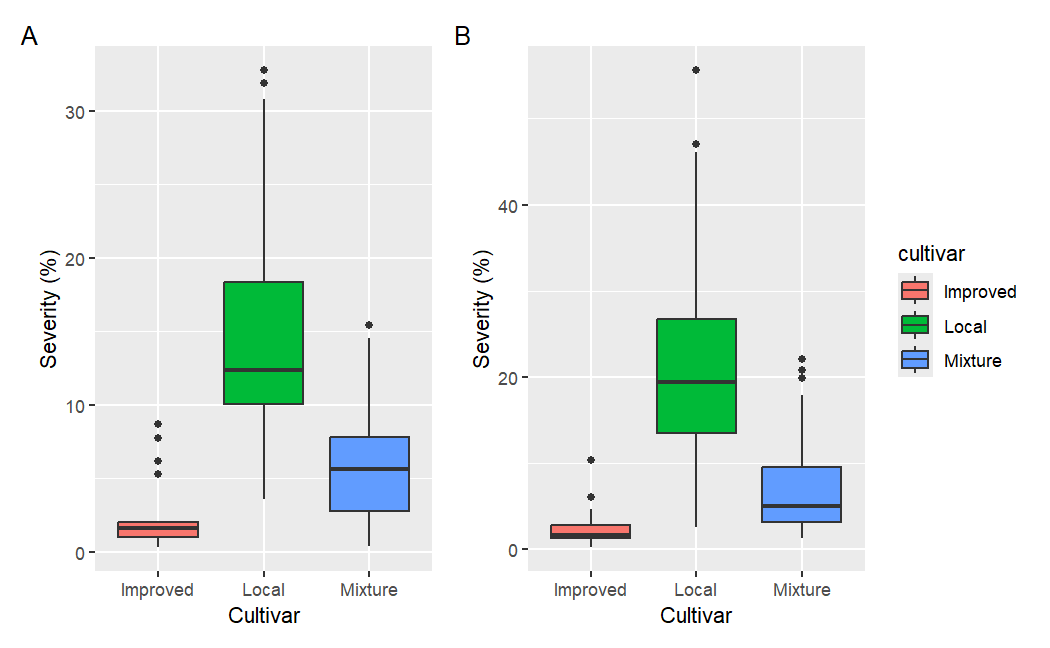 A
B
Severity (%)
30
20
10
0
Improved Local Mixture
Cultivar
Severity (%)
40
20
0
Improved Local Mixture
Cultivar
cultivar
Improved
Local
Mixture